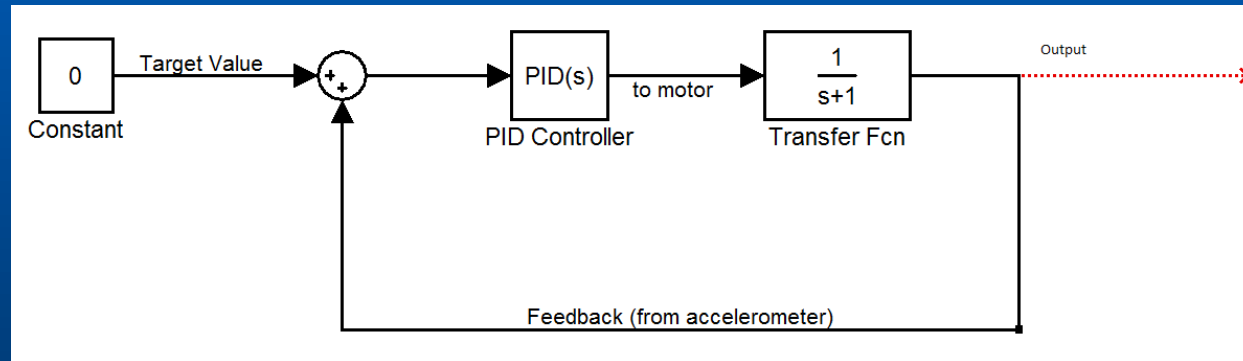 Output
0
Target Value
+
+
PID(s)
to motor
1
s+1
Constant
PID Controller
Transfer Fcn
Feedback (from accelerometer)